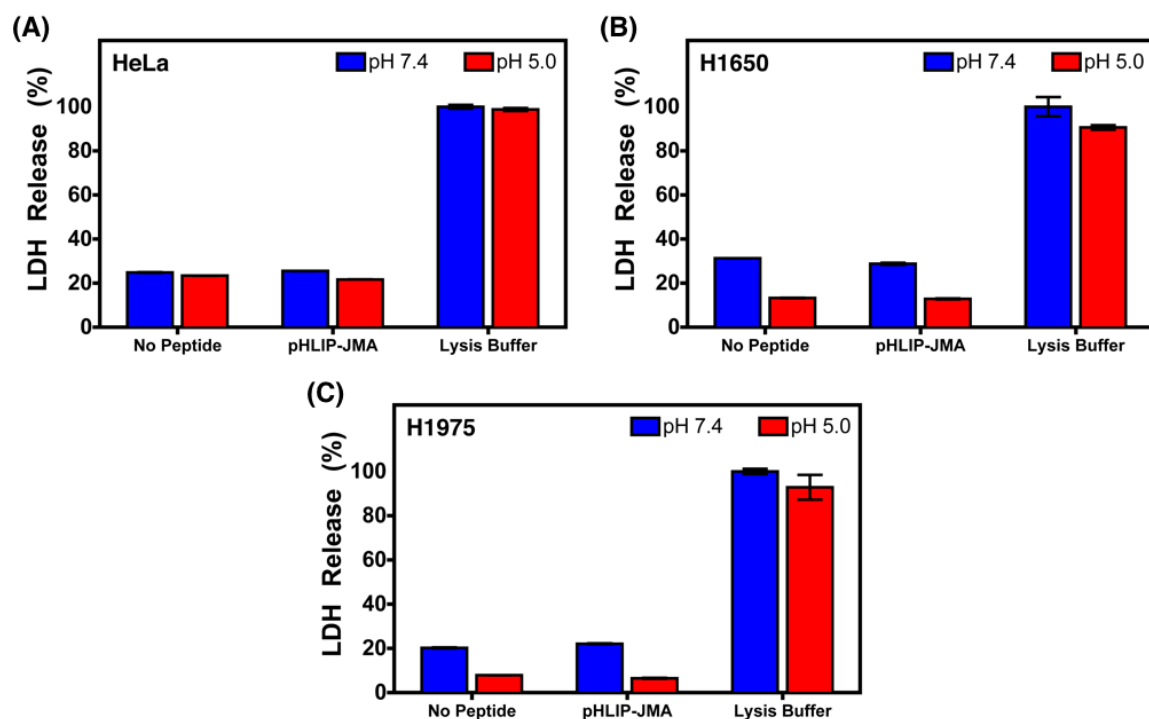 (A)
HeLa
pH 7.4
pH 5.0
LDH Release (%)
100
80
60
40
20
0
No Peptide
pHLIP-JMA
Lysis Buffer
(B)
H1650
pH 7.4
pH 5.0
LDH Release (%)
100
80
60
40
20
0
No Peptide
pHLIP-JMA
Lysis Buffer
(C)
H1975
pH 7.4
pH 5.0
LDH Release (%)
100
80
60
40
20
0
No Peptide
pHLIP-JMA
Lysis Buffer